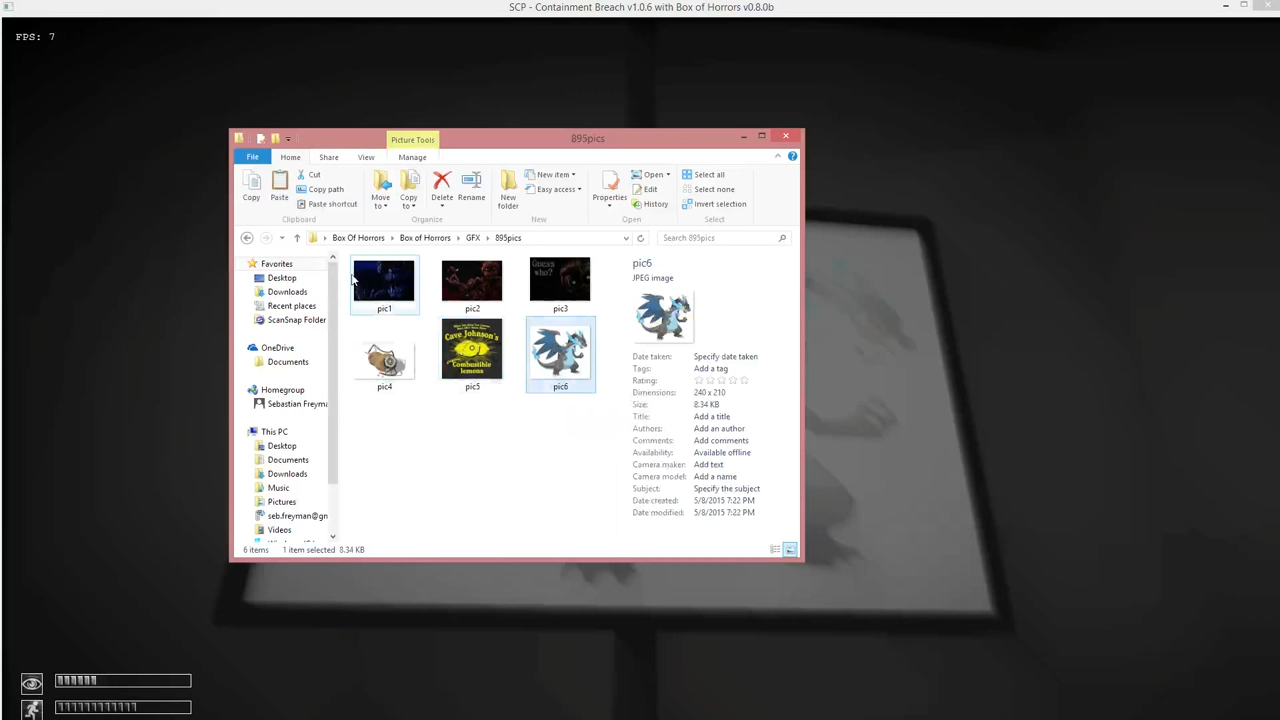 SCP - Containment Breach v1.0.6 with Box of Horrors v0.8.0b
FPS: 7
Picture Tools
895pics
File
Home
Share
View
Manage
Copy
Paste
Cut
Copy path
Paste shortcut
Clipboard
Move to
Copy to
Delete
Rename
Organize
New folder
New item
Easy access
New
Properties
Open
Edit
History
Open
Select all
Select none
Invert selection
Select
Box Of Horrors
Box of Horrors
GFX
895pics
Search 895pics
Favorites
Desktop
Downloads
Recent places
ScanSnap Folder
OneDrive
Documents
Homegroup
Sebastian Freyma
This PC
Desktop
Documents
Downloads
Music
Pictures
seb.freyman@gn
Videos
pic1
pic2
Guess who?
pic3
pic4
Cave Johnson's
Combustible
lemons
pic5
pic6
pic6
JPEG image
Date taken: Specify date taken
Tags: Add a tag
Rating:
Dimensions: 240 x 210
Size: 8.34 KB
Title: Add a title
Authors: Add an author
Comments: Add comments
Availability: Available offline
Camera maker: Add text
Camera model: Add a name
Subject: Specify the subject
Date created: 5/8/2015 7:22 PM
Date modified: 5/8/2015 7:22 PM
6 items
1 item selected 8.34 KB